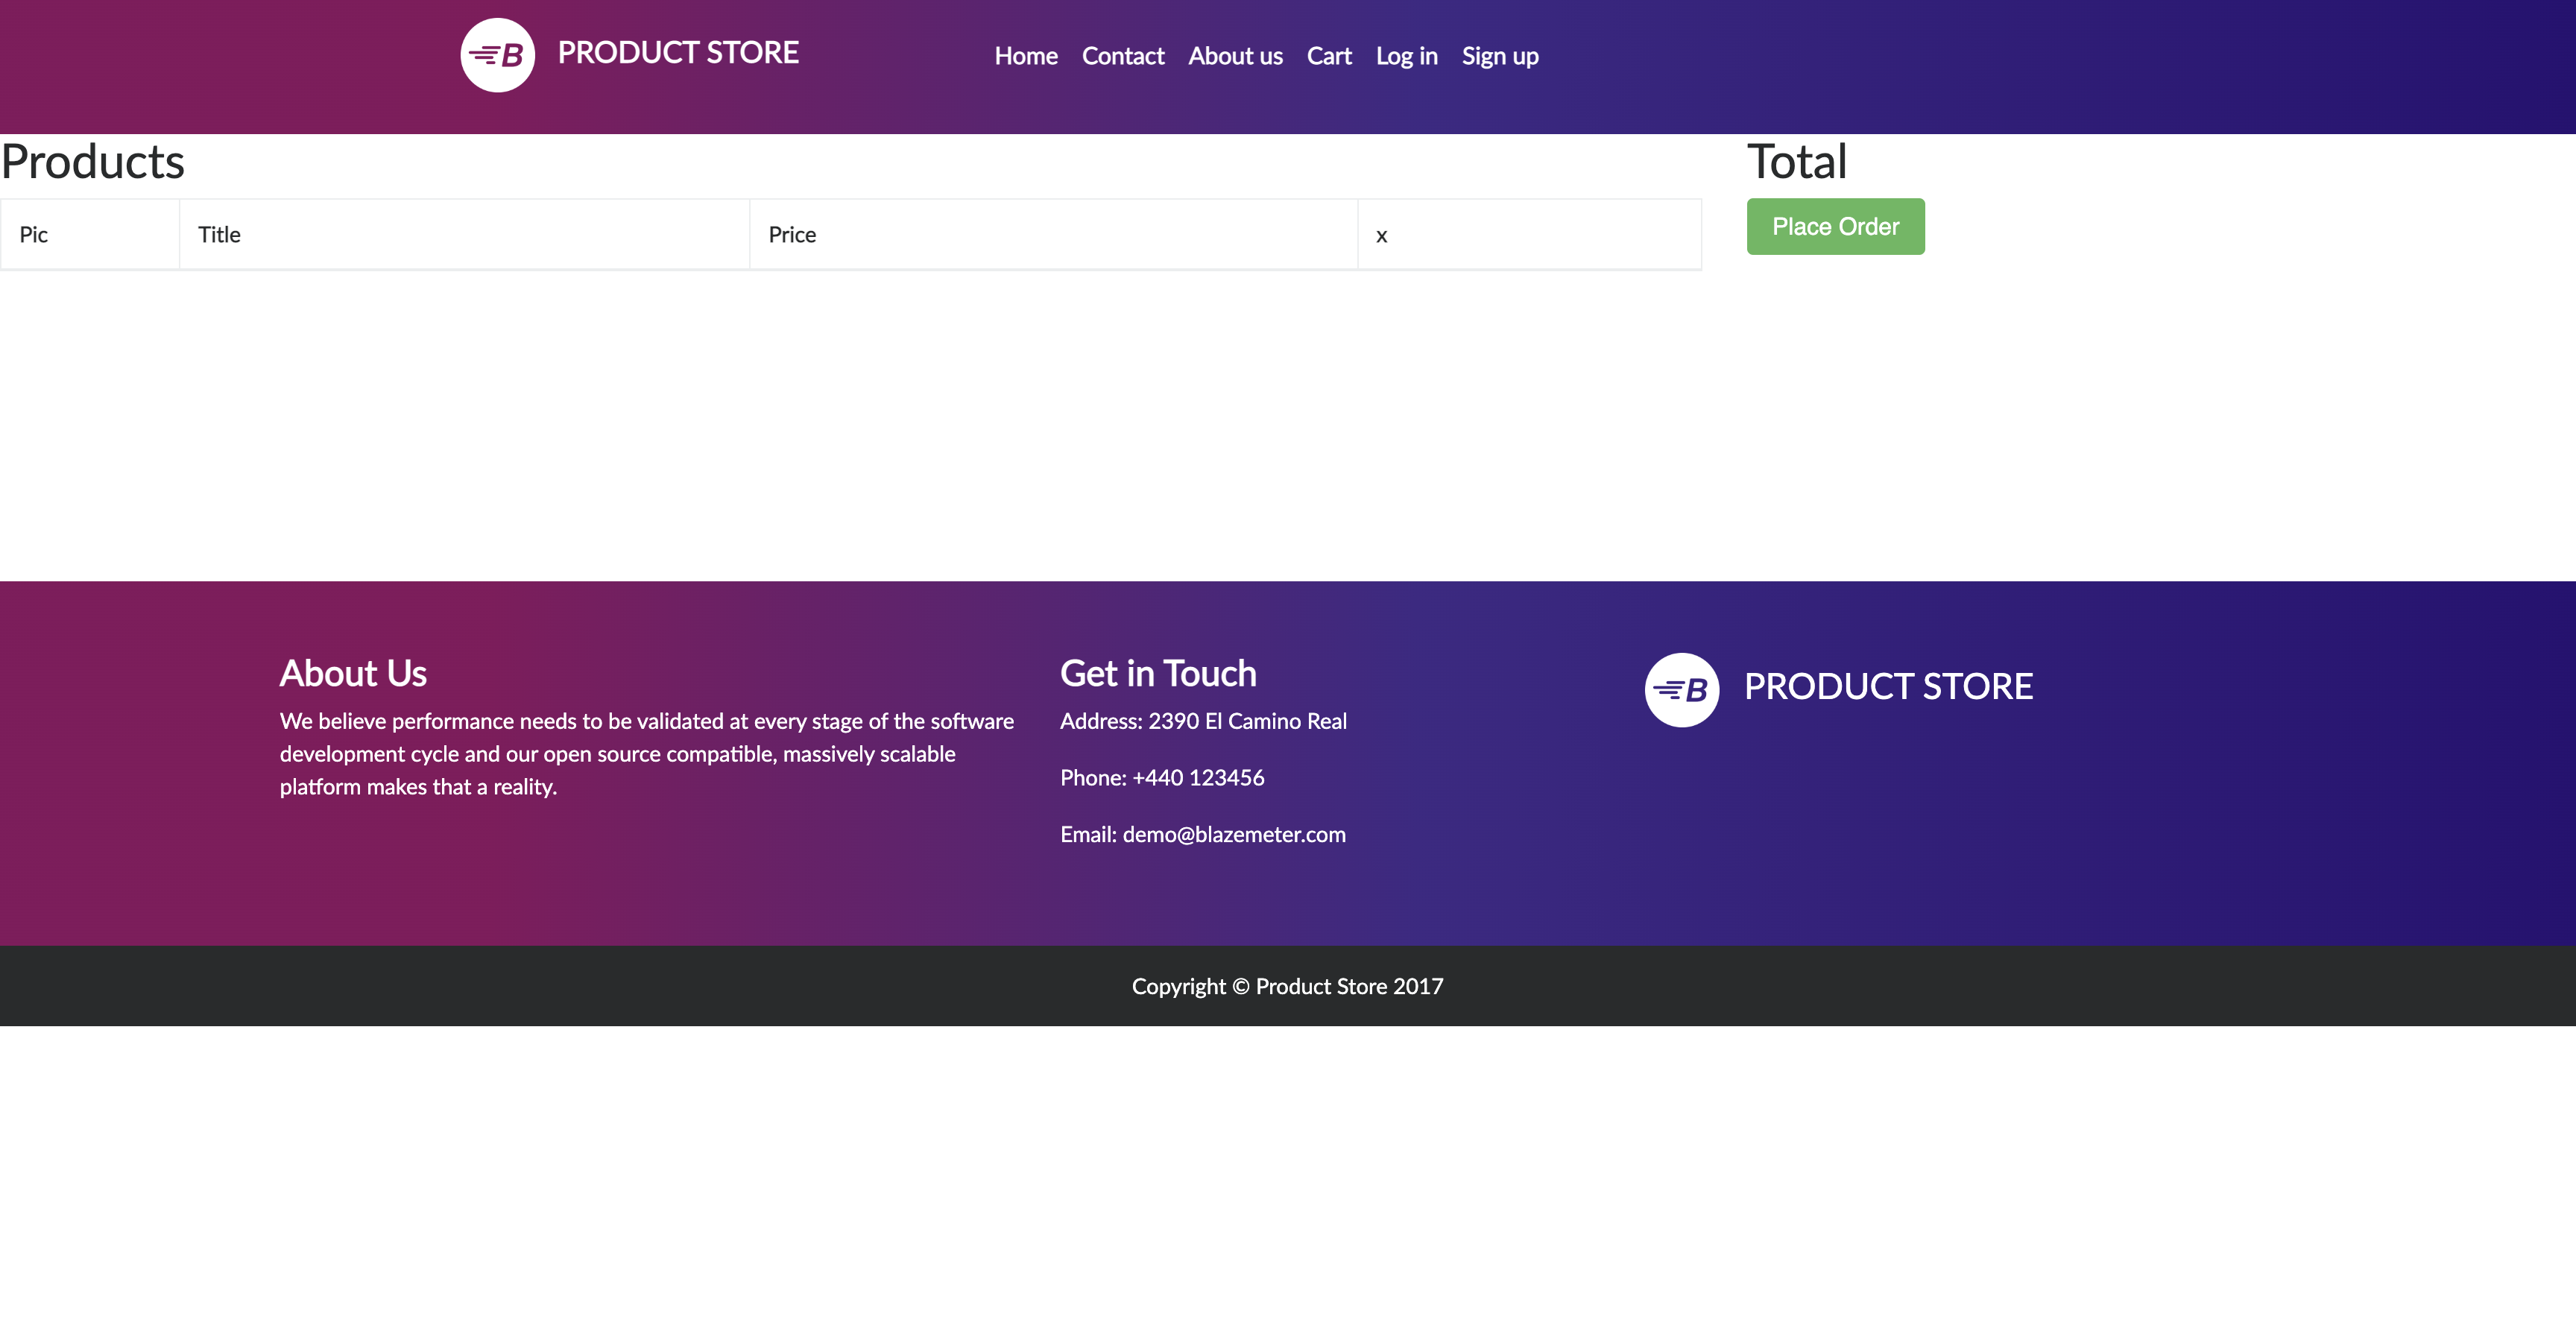 B PRODUCT STORE
Home Contact About us Cart Log in Sign up
Products
Pic Title Price x
Total
Place Order
About Us
We believe performance needs to be validated at every stage of the software
development cycle and our open source compatible, massively scalable
platform makes that a reality.
Get in Touch
Address: 2390 El Camino Real
Phone: +440 123456
Email: demo@blazemeter.com
B PRODUCT STORE
Copyright © Product Store 2017